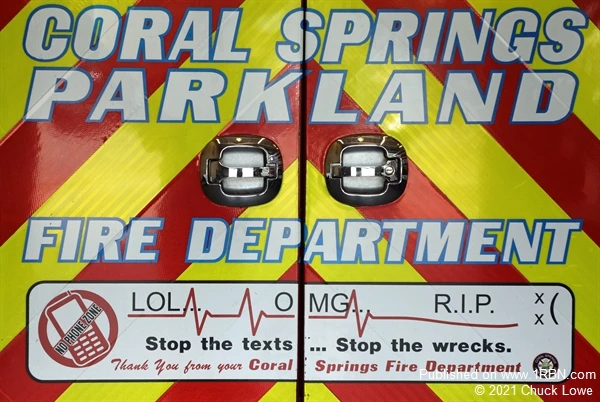 CORAL SPRINGS
PARKLAND
FIRE DEPARTMENT
NO PHONE ZONE
LOL... OMG... R.I.P. x x (
Stop the texts ... Stop the wrecks.
Thank You from your Coral Springs Fire Department
Published on www.1RBN.com
© 2021 Chuck Lowe